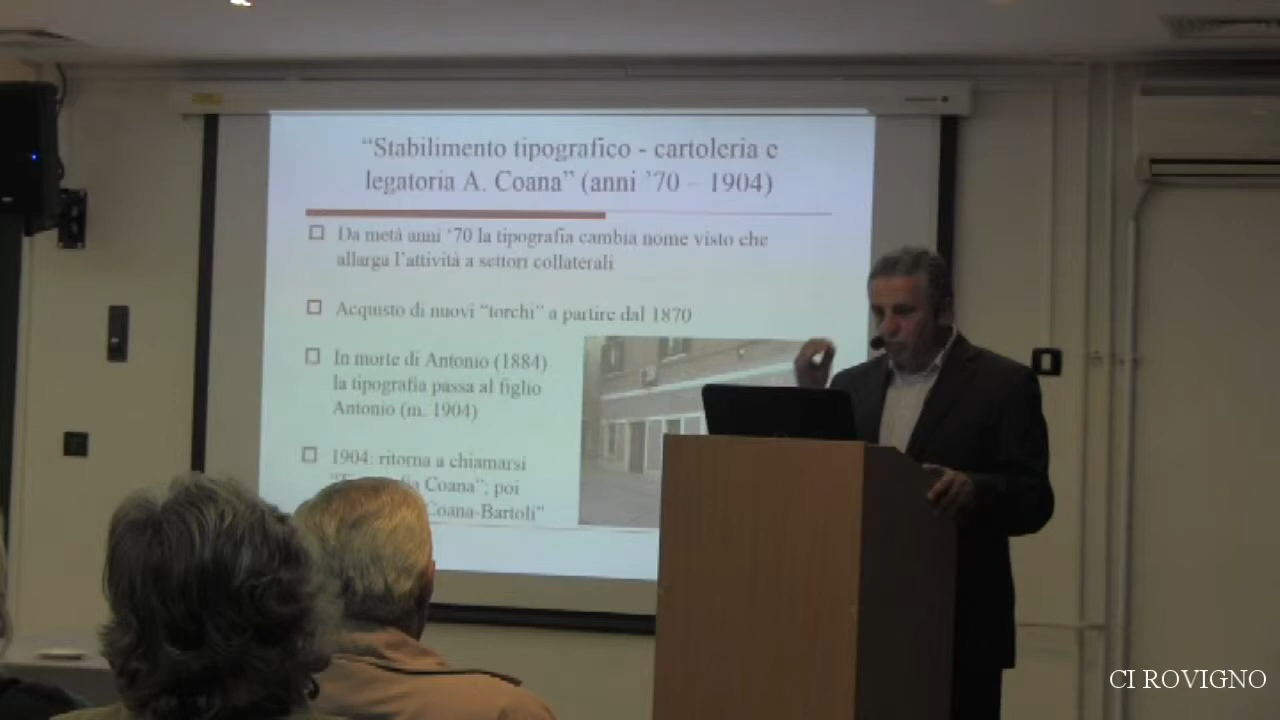 “Stabilimento tipografico - cartoleria e
legatoria A. Coana” (anni ’70 – 1904)
Da metà anni ‘70 la tipografia cambia nome visto che
allarga l’attività a settori collaterali
Acquisto di nuovi “torchi” a partire dal 1870
In morte di Antonio (1884)
la tipografia passa al figlio
Antonio (m. 1904)
1904: ritorna a chiamarsi
Coana”; poi
Coana-Bartoli”
CI ROVIGNO